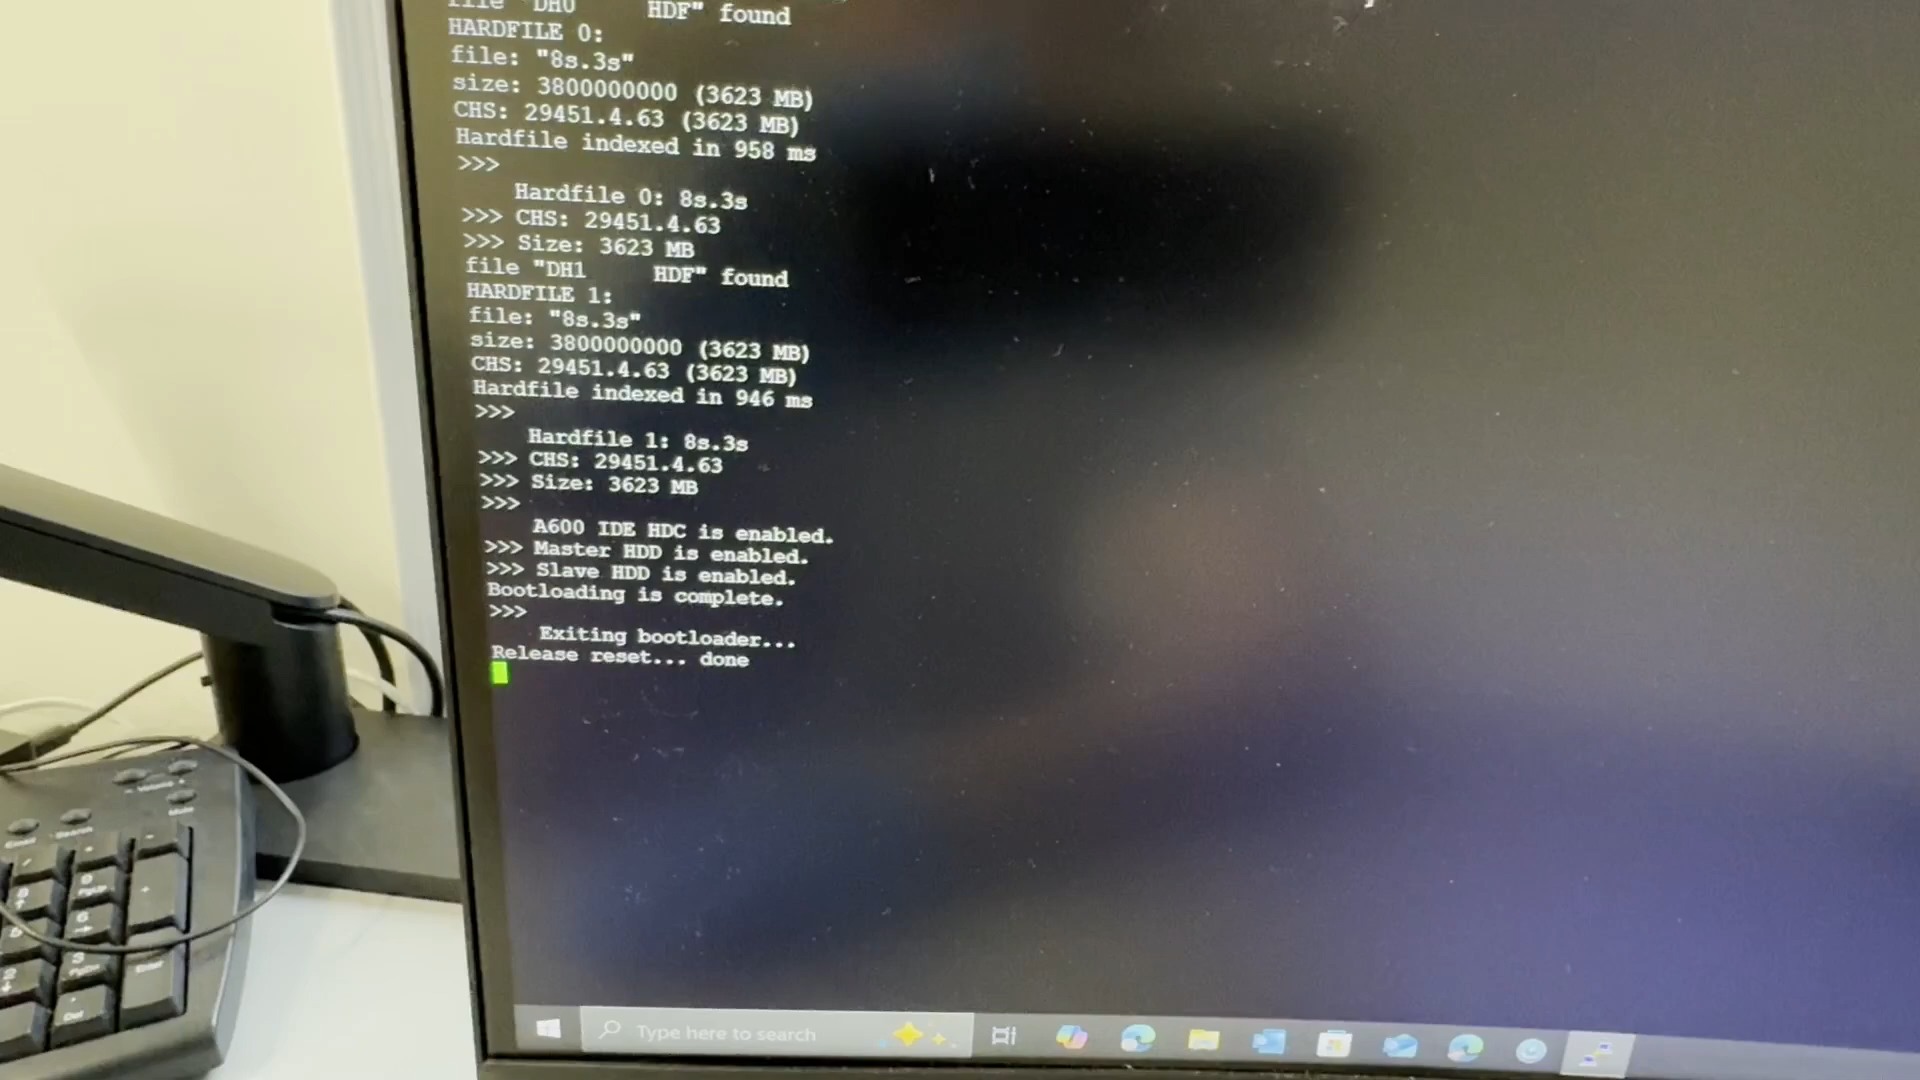 file "DH0 HDF" found
HARDFILE 0:
file: "8s.3s"
size: 3800000000 (3623 MB)
CHS: 29451.4.63 (3623 MB)
Hardfile indexed in 958 ms
>>>
Hardfile 0: 8s.3s
>>> CHS: 29451.4.63
>>> Size: 3623 MB
file "DH1 HDF" found
HARDFILE 1:
file: "8s.3s"
size: 3800000000 (3623 MB)
CHS: 29451.4.63 (3623 MB)
Hardfile indexed in 946 ms
>>>
Hardfile 1: 8s.3s
>>> CHS: 29451.4.63
>>> Size: 3623 MB
>>>
A600 IDE HDC is enabled.
>>> Master HDD is enabled.
>>> Slave HDD is enabled.
Bootloading is complete.
>>>
Exiting bootloader...
Release reset... done
Type here to search